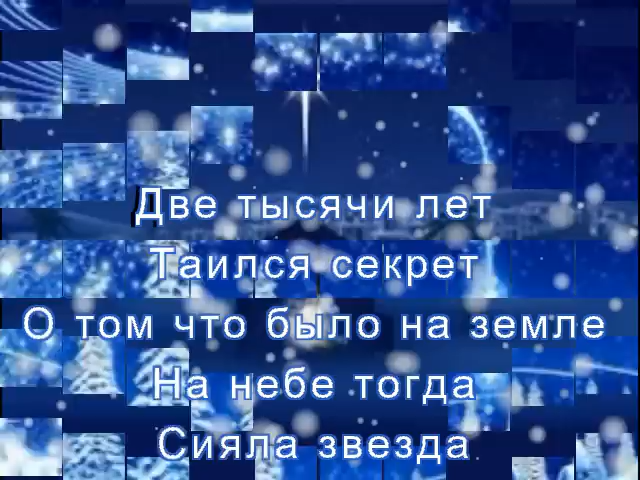 Две тысячи лет
Таился секрет
О том что было на земле
На небе тогда
Сияла звезда